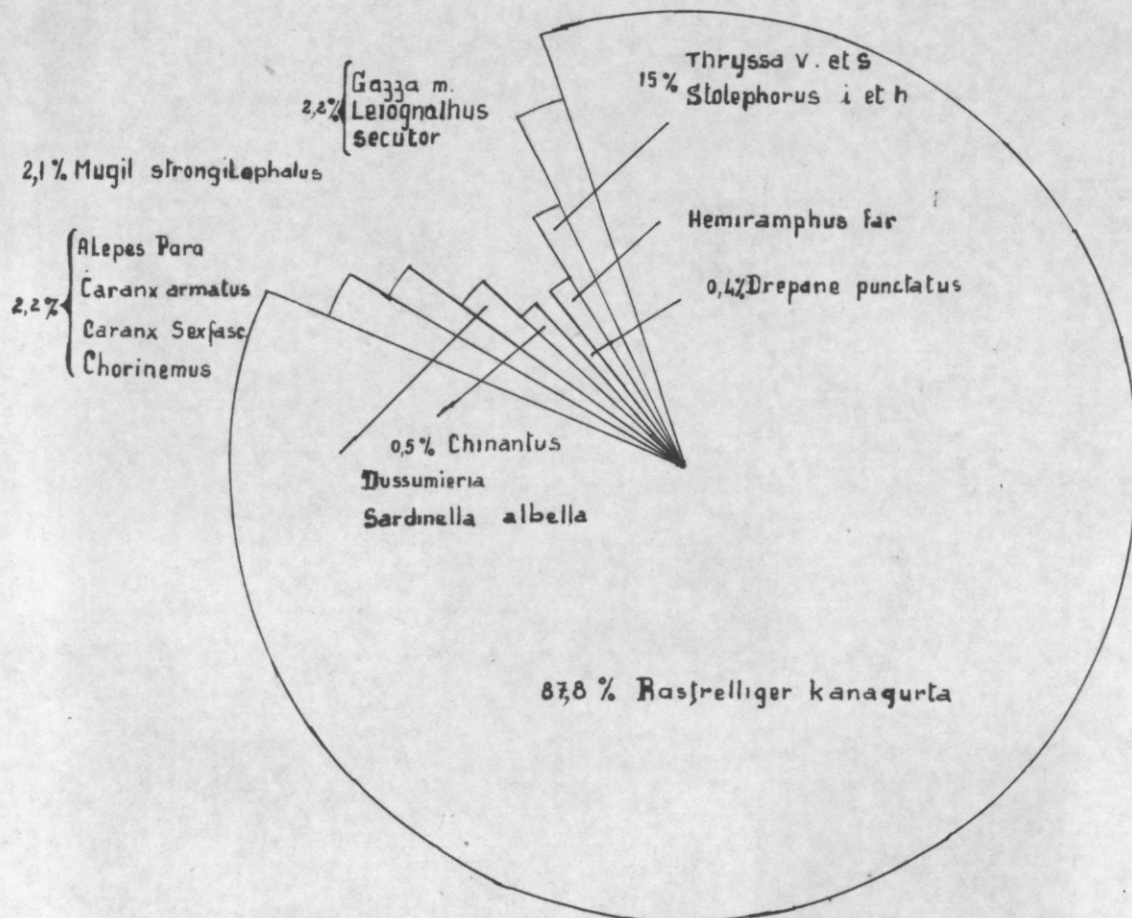 Thryssa v. et S
15% Stolephorus i et h
2,2% Gazza m.
Leiognathus
secutor
2,1% Mugil strongilophalus
Hemiramphus far
2,2% Alepes Para
Caranx armatus
Caranx Sexfasc
Chorinemus
0,4% Drepane punctatus
0,5% Chinantus
Dussumieria
Sardinella albella
87,8% Rastrelliger kanagurta